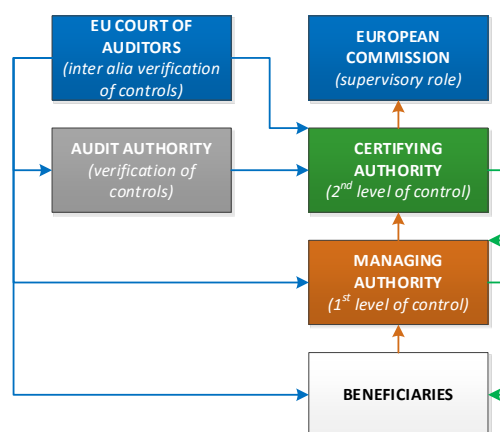 EU COURT OF
AUDITORS
(inter alia verification
of controls)
EUROPEAN
COMMISSION
(supervisory role)
AUDIT AUTHORITY
(verification of
controls)
CERTIFYING
AUTHORITY
(2nd level of control)
MANAGING
AUTHORITY
(1st level of control)
BENEFICIARIES